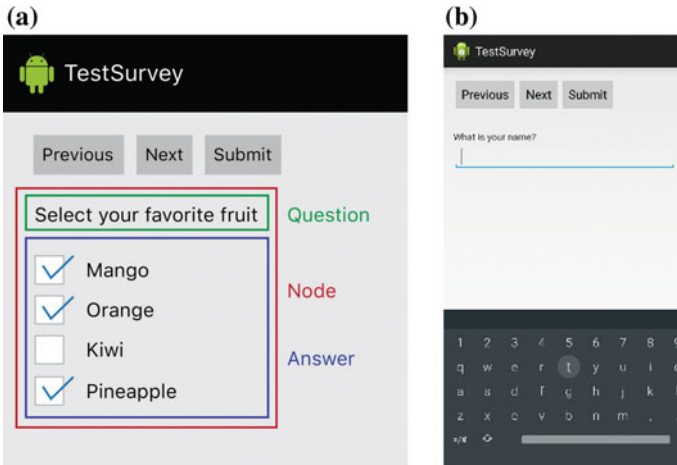 (a)
TestSurvey
Previous Next Submit
Select your favorite fruit
Question
Mango
Orange
Node
Kiwi
Answer
Pineapple
(b)
TestSurvey
Previous Next Submit
What is your name?
1 2 3 4 5 6 7 8 9
q w e r t y u i
a s d f g h j k
z x c v b n m , .
=/#